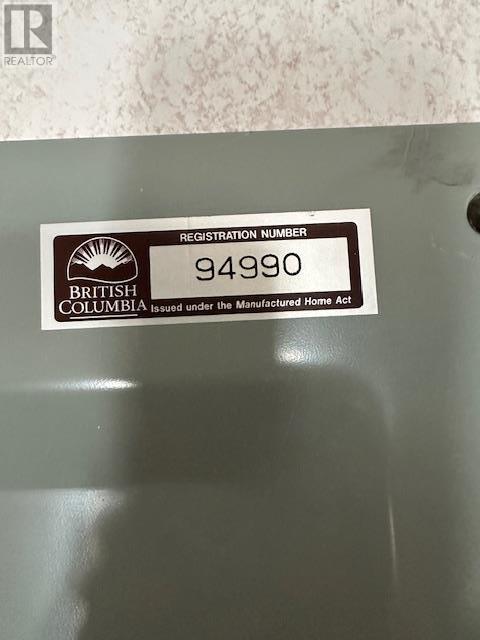 REALTOR
REGISTRATION NUMBER
94990
BRITISH
COLUMBIA
Issued under the Manufactured Home Act